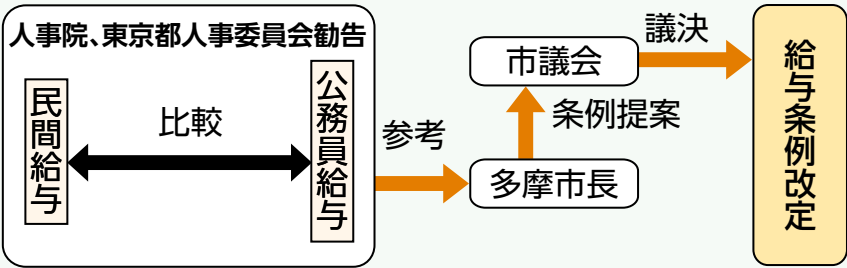 人事院、東京都人事委員会勧告
民間給与
比較
公務員給与
参考
多摩市長
条例提案
市議会
議決
給与条例改定